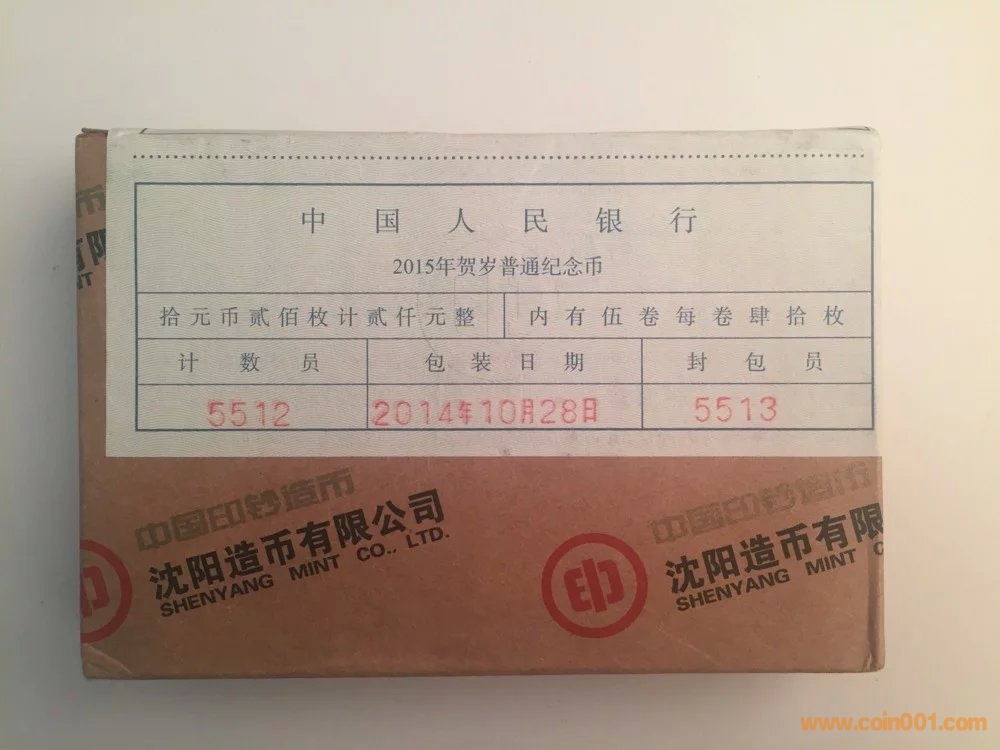 中国人民银行
2015年贺岁普通纪念币
拾元币贰佰枚计贰仟元整 内有伍卷每卷肆拾枚
计数员 包装日期 封包员
5512 2014年10月28日 5513
币
阳
NT
中国印钞造币
沈阳造币有限公司
SHENYANG MINT CO., LTD.
印
中国印钞造币
沈阳造币有限
SHENYANG MINT C
印
www.coin001.com